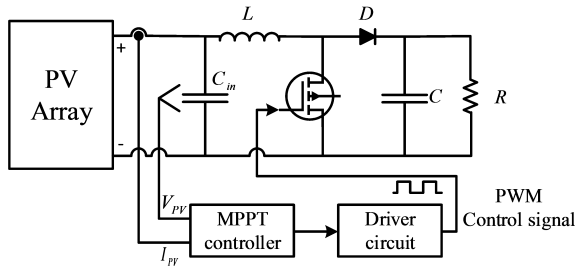 L
D
+
PV
Array
C_in
C
R
-
PWM
Control signal
V_PV
MPPT
controller
Driver
circuit
I_PV